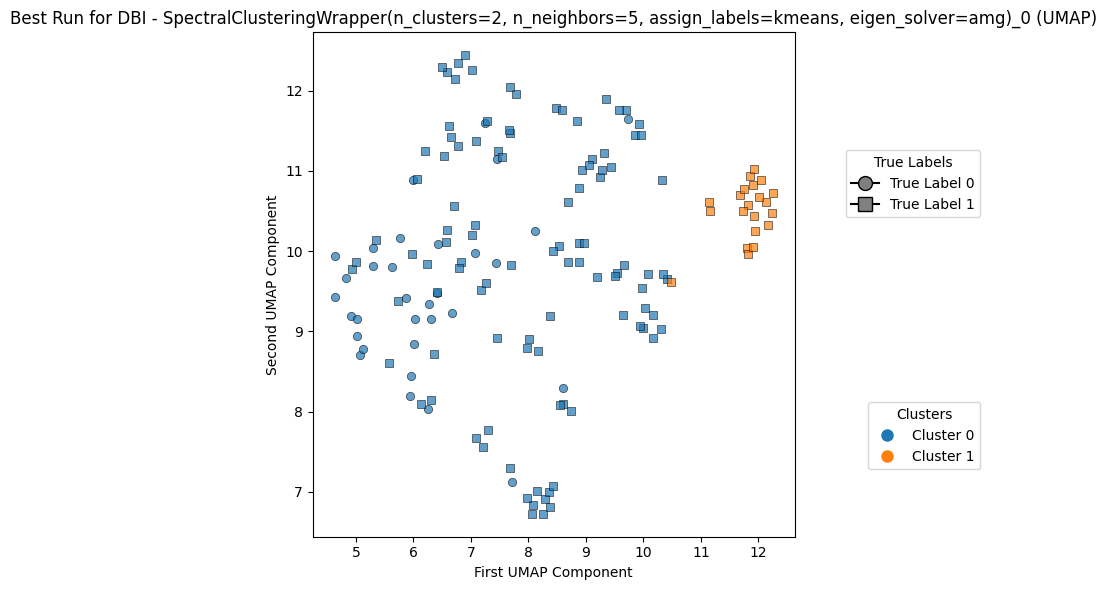 Best Run for DBI - SpectralClusteringWrapper(n_clusters=2, n_neighbors=5, assign_labels=kmeans, eigen_solver=amg)_0 (UMAP)
Second UMAP Component
12
11
10
9
8
7
5 6 7 8 9 10 11 12
First UMAP Component
True Labels
True Label 0
True Label 1
Clusters
Cluster 0
Cluster 1